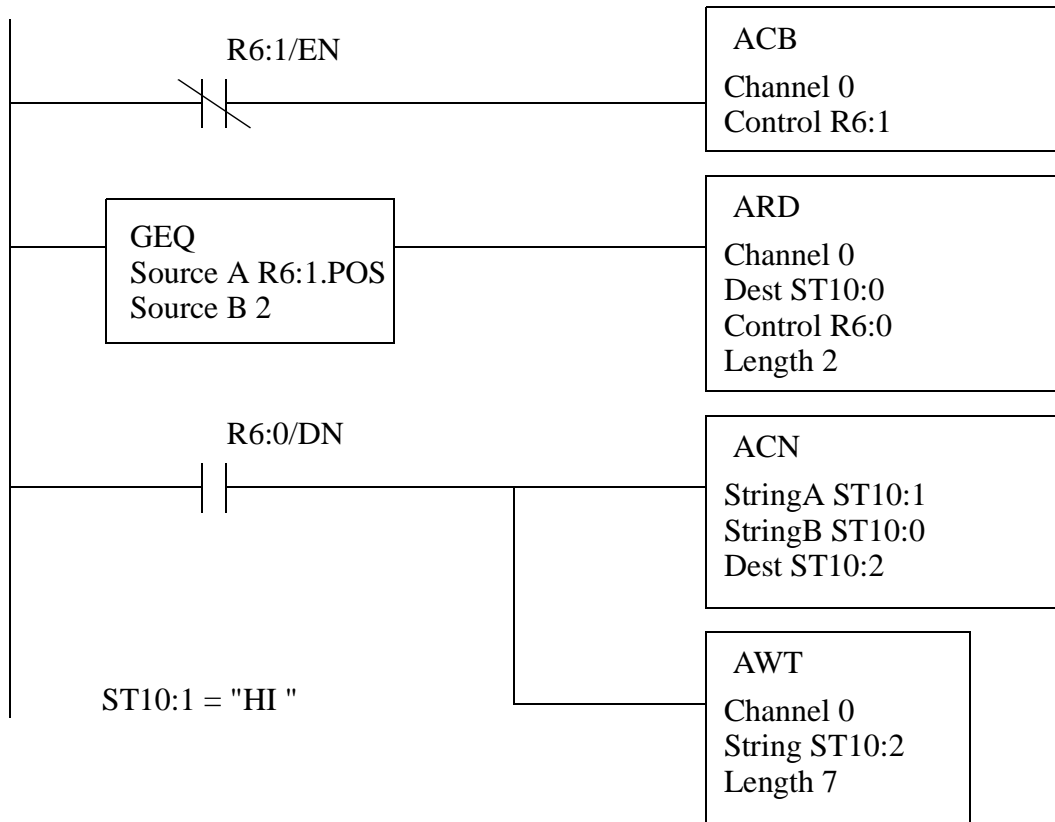 R6:1/EN
ACB
Channel 0
Control R6:1
GEQ
Source A R6:1.POS
Source B 2
ARD
Channel 0
Dest ST10:0
Control R6:0
Length 2
R6:0/DN
ACN
StringA ST10:1
StringB ST10:0
Dest ST10:2
ST10:1 = "HI "
AWT
Channel 0
String ST10:2
Length 7